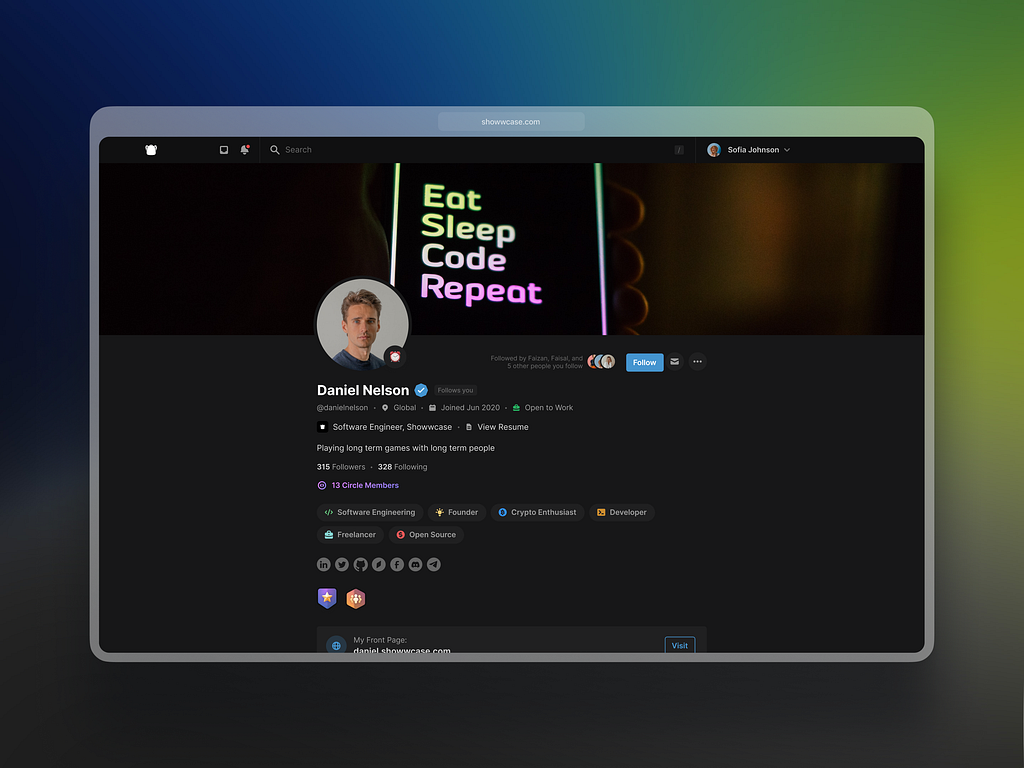 showwcase.com
Search /
Sofia Johnson
Eat
Sleep
Code
Repeat
Followed by Faizan, Faisal, and
5 other people you follow
Follow
Daniel Nelson Follows you
@danielnelson · Global · Joined Jun 2020 · Open to Work
Software Engineer, Showwcase · View Resume
Playing long term games with long term people
315 Followers · 328 Following
13 Circle Members
Software Engineering Founder Crypto Enthusiast Developer
Freelancer Open Source
My Front Page:
daniel.showwcase.com
Visit